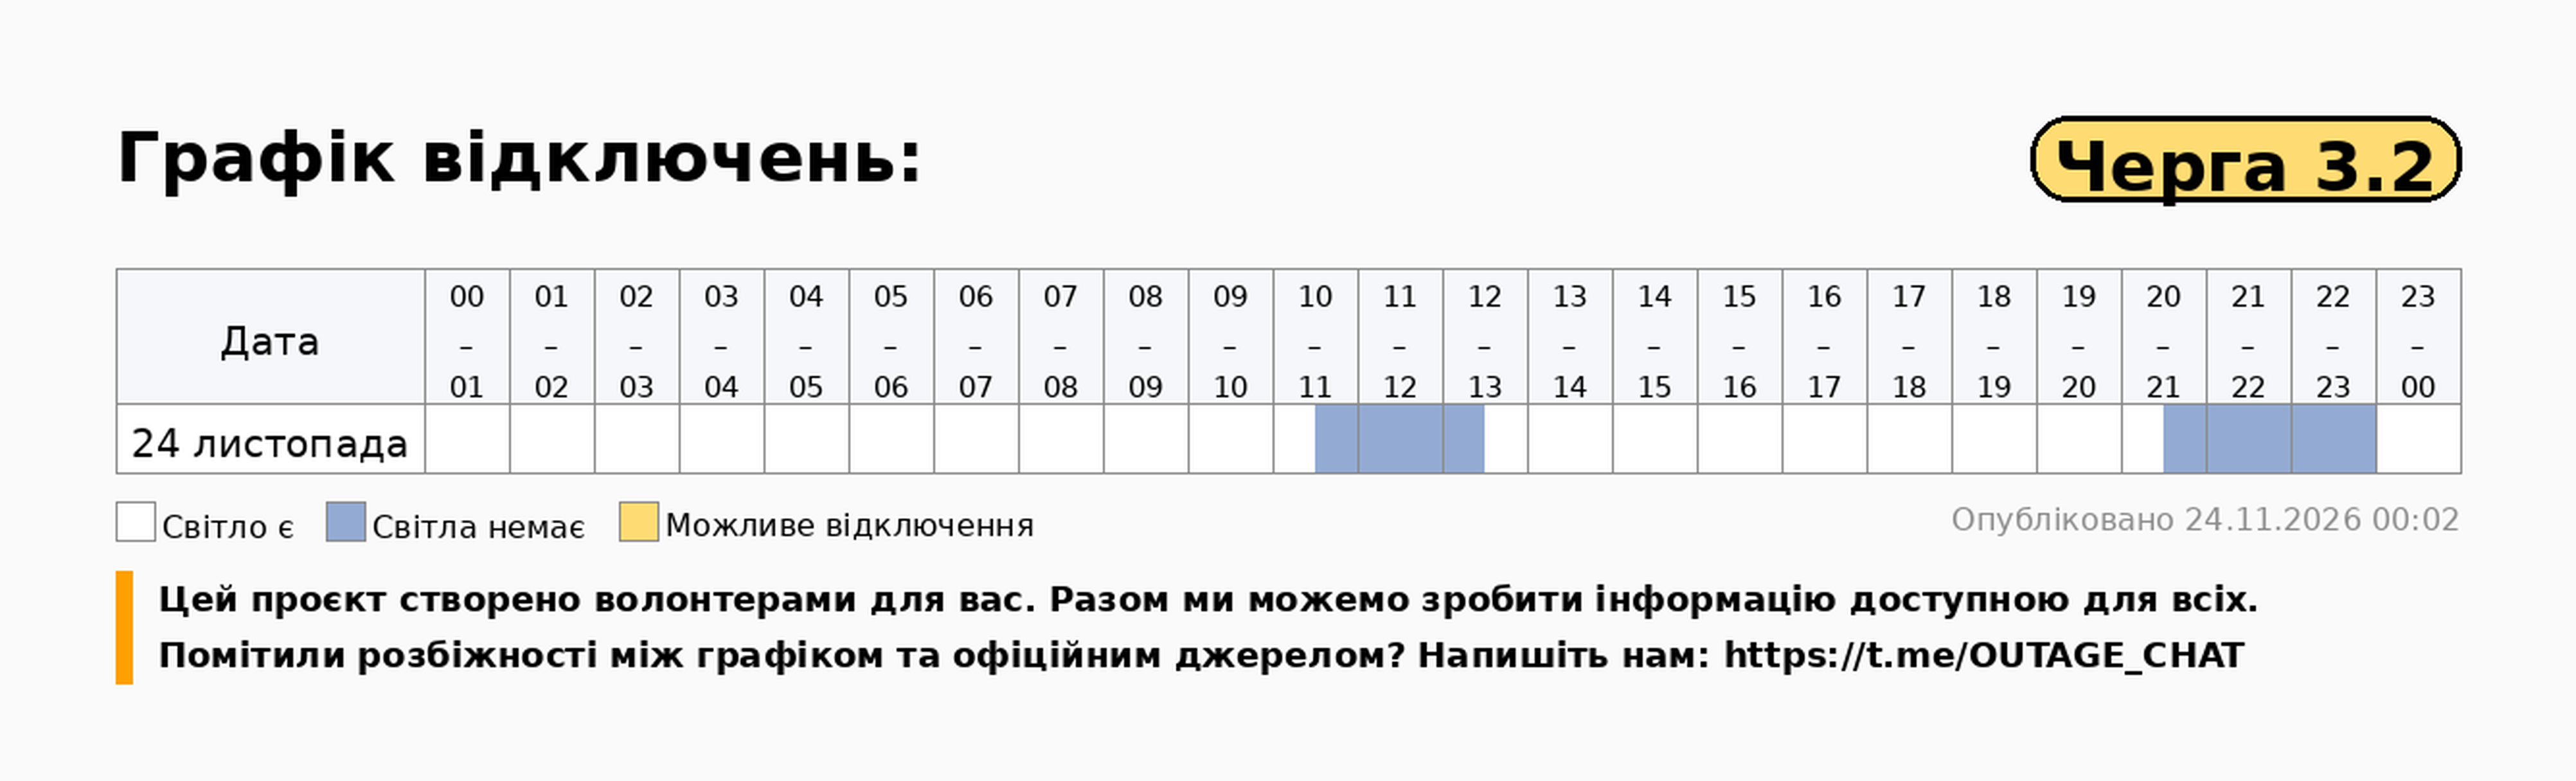 Графік відключень:
Черга 3.2
Дата
00 – 01
01 – 02
02 – 03
03 – 04
04 – 05
05 – 06
06 – 07
07 – 08
08 – 09
09 – 10
10 – 11
11 – 12
12 – 13
13 – 14
14 – 15
15 – 16
16 – 17
17 – 18
18 – 19
19 – 20
20 – 21
21 – 22
22 – 23
23 – 00
24 листопада
Світло є
Світла немає
Можливе відключення
Опубліковано 24.11.2026 00:02
Цей проєкт створено волонтерами для вас. Разом ми можемо зробити інформацію доступною для всіх.
Помітили розбіжності між графіком та офіційним джерелом? Напишіть нам: https://t.me/OUTAGE_CHAT